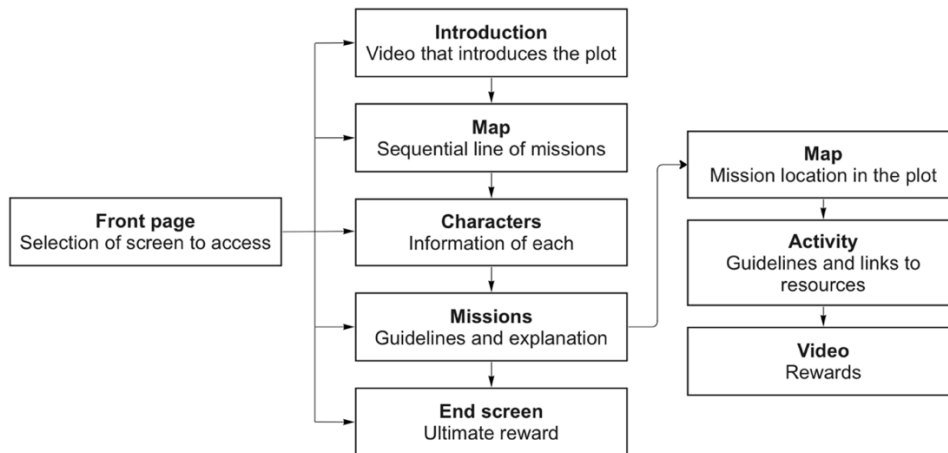 Front page
Selection of screen to access
Introduction
Video that introduces the plot
Map
Sequential line of missions
Characters
Information of each
Missions
Guidelines and explanation
End screen
Ultimate reward
Map
Mission location in the plot
Activity
Guidelines and links to
resources
Video
Rewards